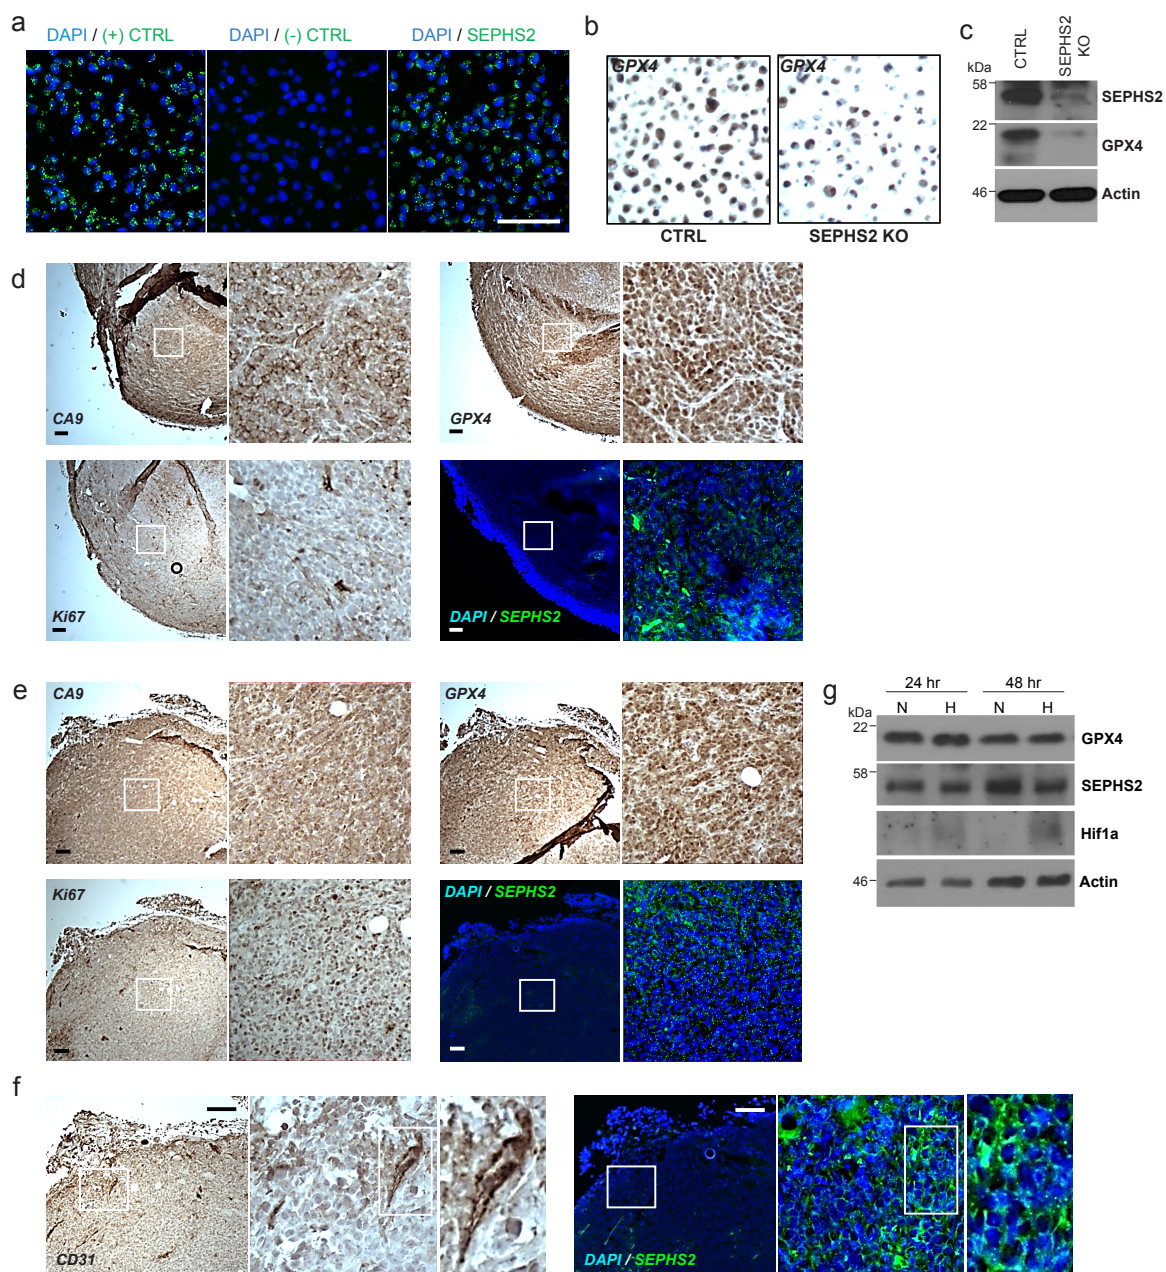 a
DAPI / (+) CTRL
DAPI / (-) CTRL
DAPI / SEPHS2
b
GPX4
GPX4
CTRL
SEPHS2 KO
c
kDa
CTRL
SEPHS2
KO
58
SEPHS2
22
GPX4
46
Actin
d
CA9
GPX4
Ki67
DAPI / SEPHS2
e
CA9
GPX4
Ki67
DAPI / SEPHS2
g
24 hr
48 hr
kDa
N
H
N
H
22
GPX4
58
SEPHS2
Hif1a
46
Actin
f
CD31
DAPI / SEPHS2